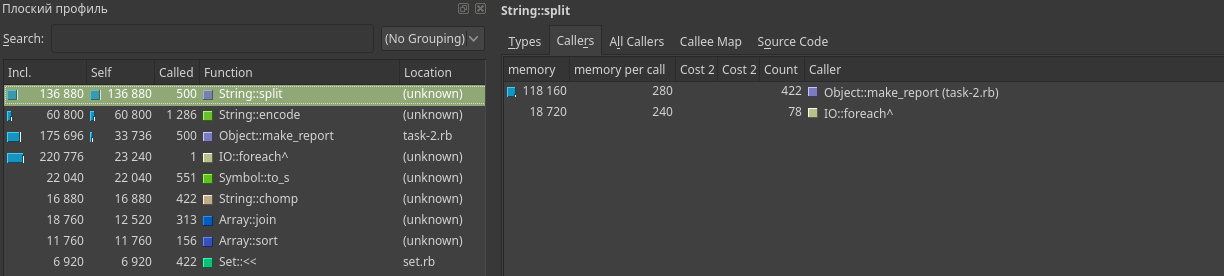 Плоский профиль
Search: (No Grouping)
Incl. Self Called Function Location
136 880 136 880 500 String::split (unknown)
60 800 60 800 1 286 String::encode (unknown)
175 696 33 736 500 Object::make_report task-2.rb
220 776 23 240 1 IO::foreach^ (unknown)
22 040 22 040 551 Symbol::to_s (unknown)
16 880 16 880 422 String::chomp (unknown)
18 760 12 520 313 Array::join (unknown)
11 760 11 760 156 Array::sort (unknown)
6 920 6 920 422 Set::<< set.rb
String::split
Types Callers All Callers Callee Map Source Code
memory memory per call Cost 2 Cost 2 Count Caller
118 160 280 422 Object::make_report (task-2.rb)
18 720 240 78 IO::foreach^